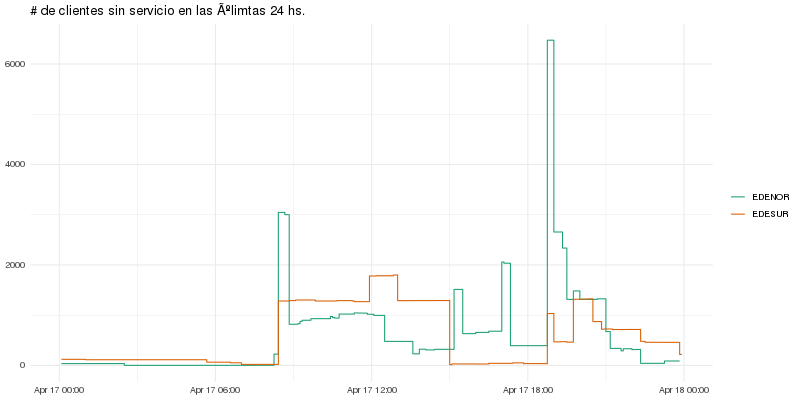 # de clientes sin servicio en las Ãºlimtas 24 hs.
6000
4000
2000
0
EDENOR
EDESUR
Apr 17 00:00
Apr 17 06:00
Apr 17 12:00
Apr 17 18:00
Apr 18 00:00